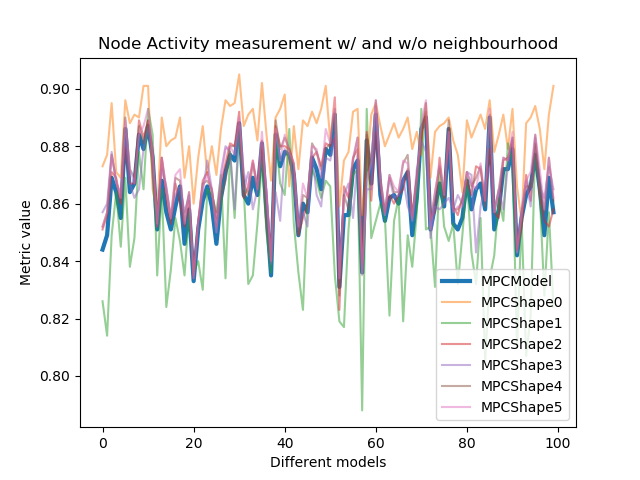 Node Activity measurement w/ and w/o neighbourhood
Metric value
0.90
0.88
0.86
0.84
0.82
0.80
0
20
40
60
80
100
Different models
MPCModel
MPCShape0
MPCShape1
MPCShape2
MPCShape3
MPCShape4
MPCShape5